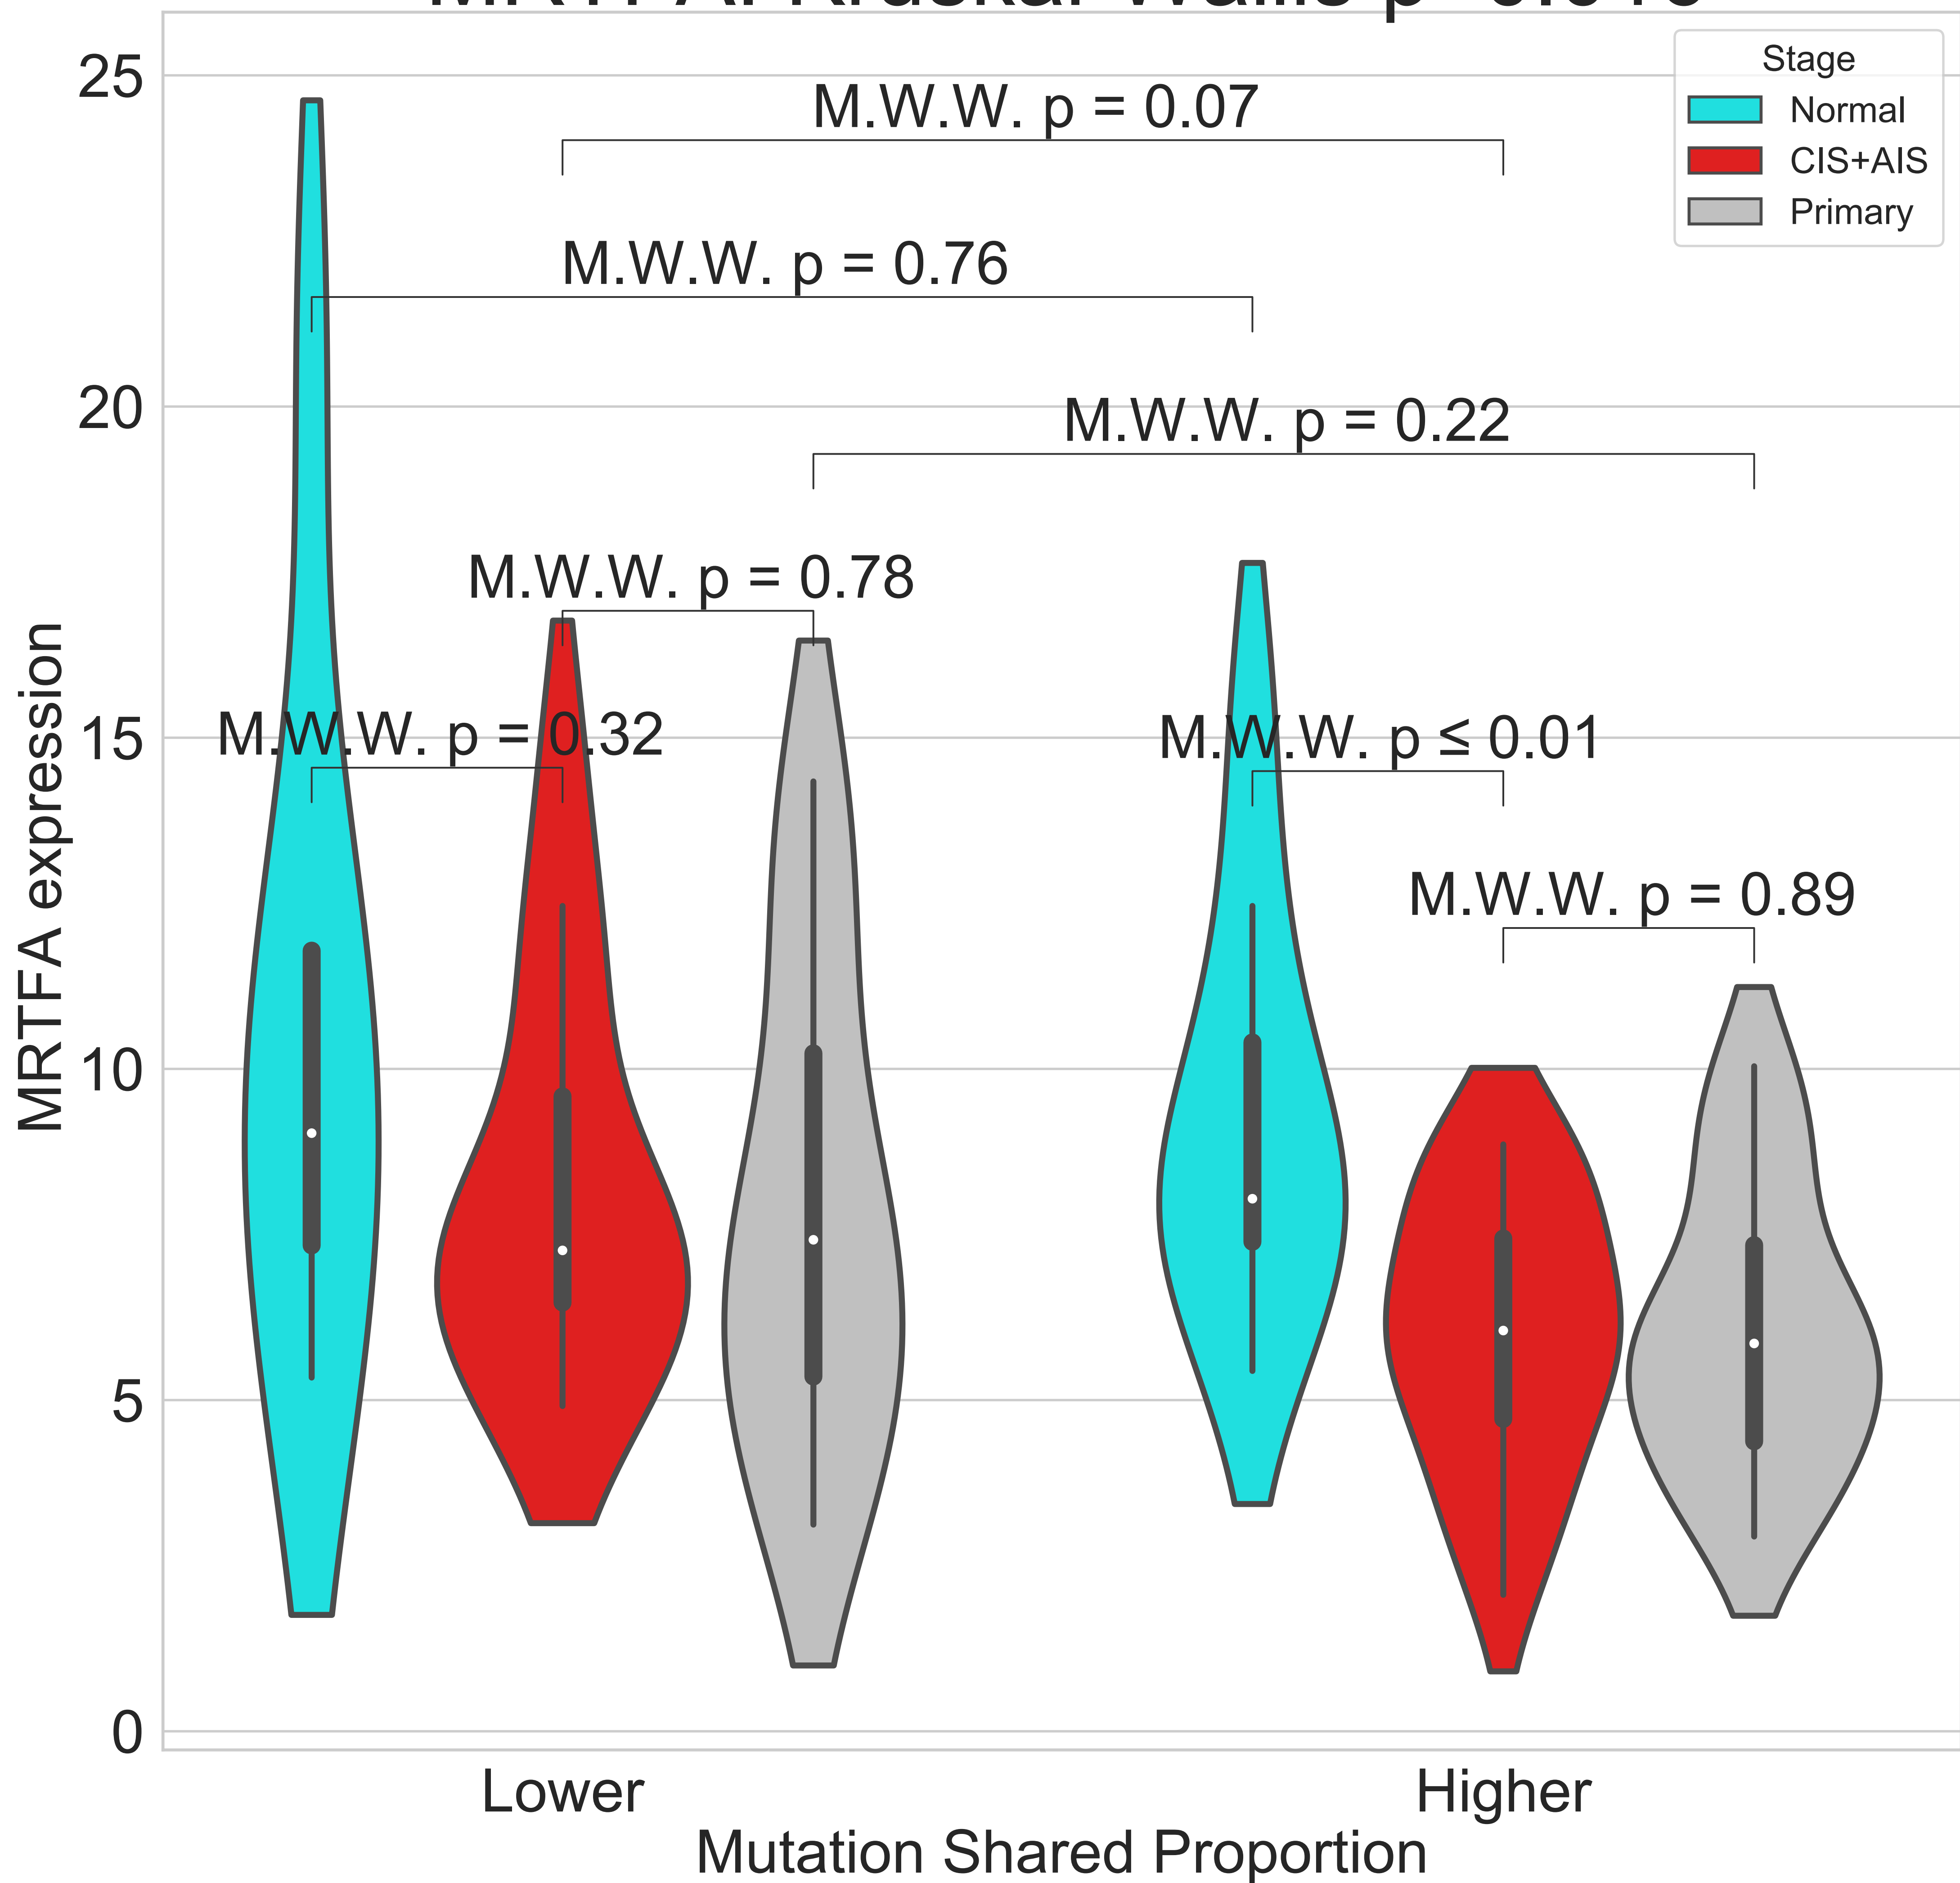 25
20
15
10
5
0
MRTFA expression
M.W.W. p = 0.07
M.W.W. p = 0.76
M.W.W. p = 0.22
M.W.W. p = 0.78
M.W.W. p = 0.32
M.W.W. p ≤ 0.01
M.W.W. p = 0.89
Stage
Normal
CIS+AIS
Primary
Lower
Higher
Mutation Shared Proportion